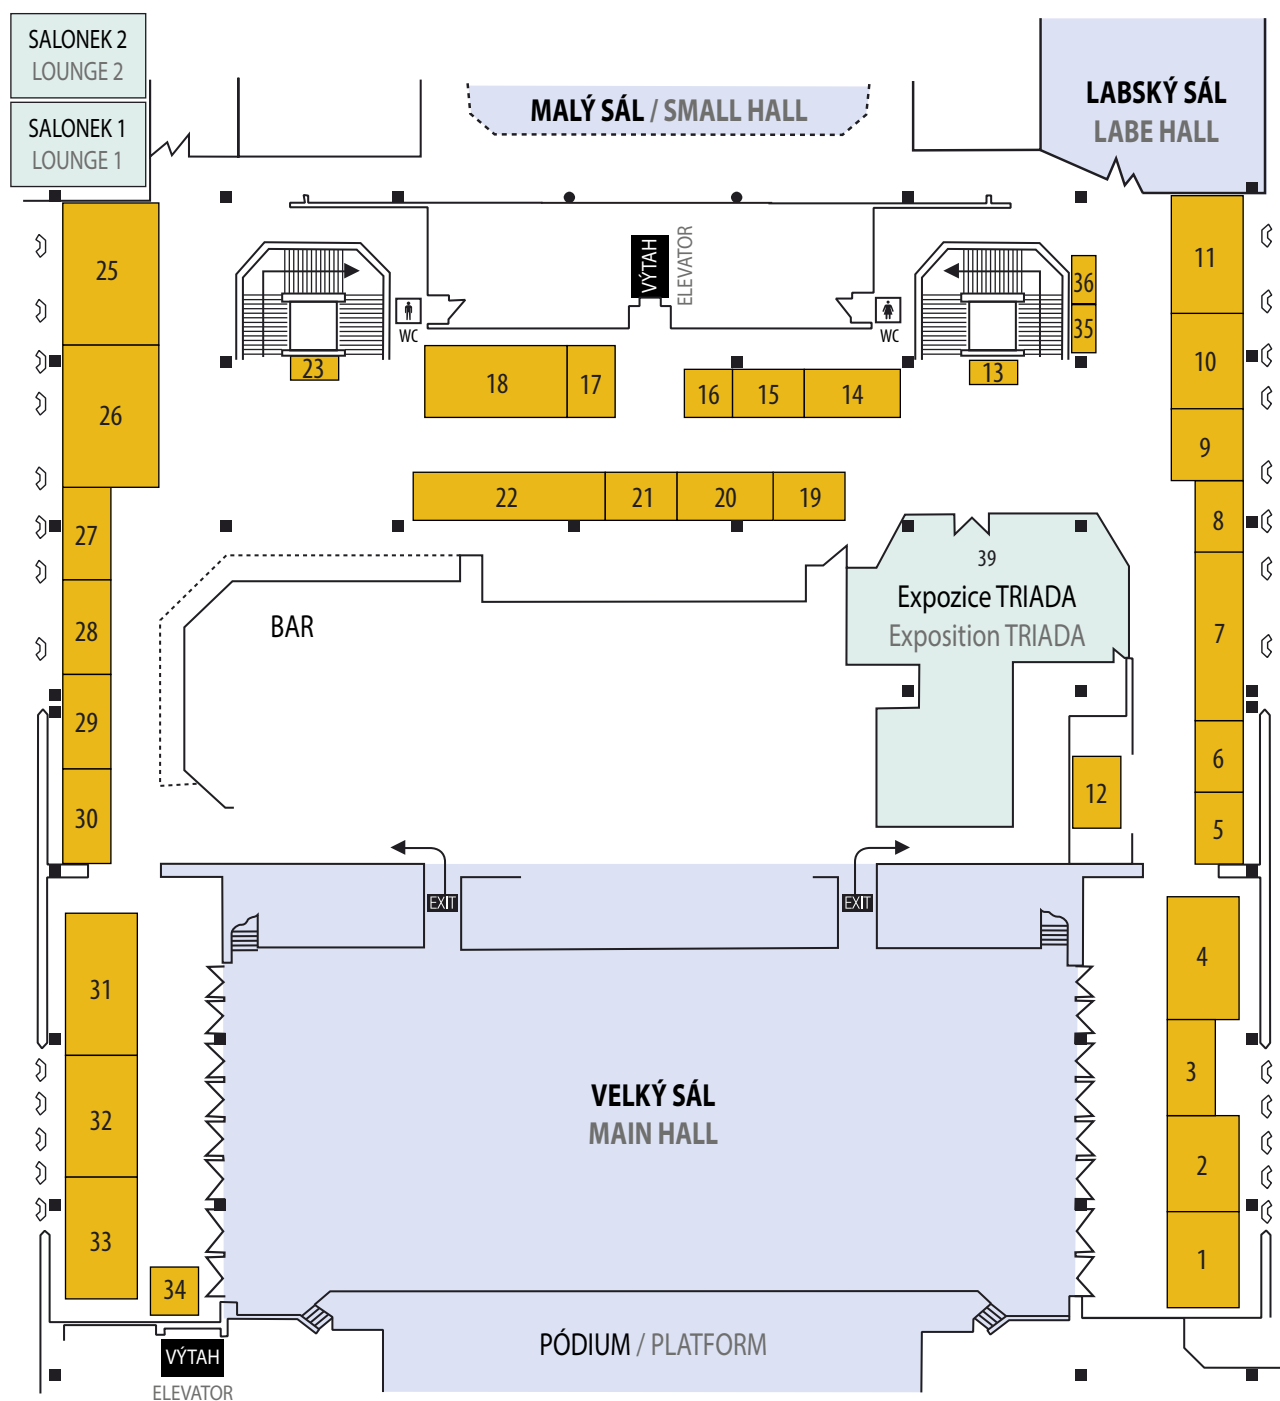 SALONEK 2
LOUNGE 2
SALONEK 1
LOUNGE 1
MALÝ SÁL / SMALL HALL
LABSKÝ SÁL
LABE HALL
VÝTAH
ELEVATOR
WC
WC
25
26
27
28
29
30
31
32
33
34
23
18
17
16
15
14
13
36
35
22
21
20
19
11
10
9
8
7
6
5
12
4
3
2
1
39
Expozice TRIADA
Exposition TRIADA
BAR
EXIT
EXIT
VELKÝ SÁL
MAIN HALL
PÓDIUM / PLATFORM
VÝTAH
ELEVATOR